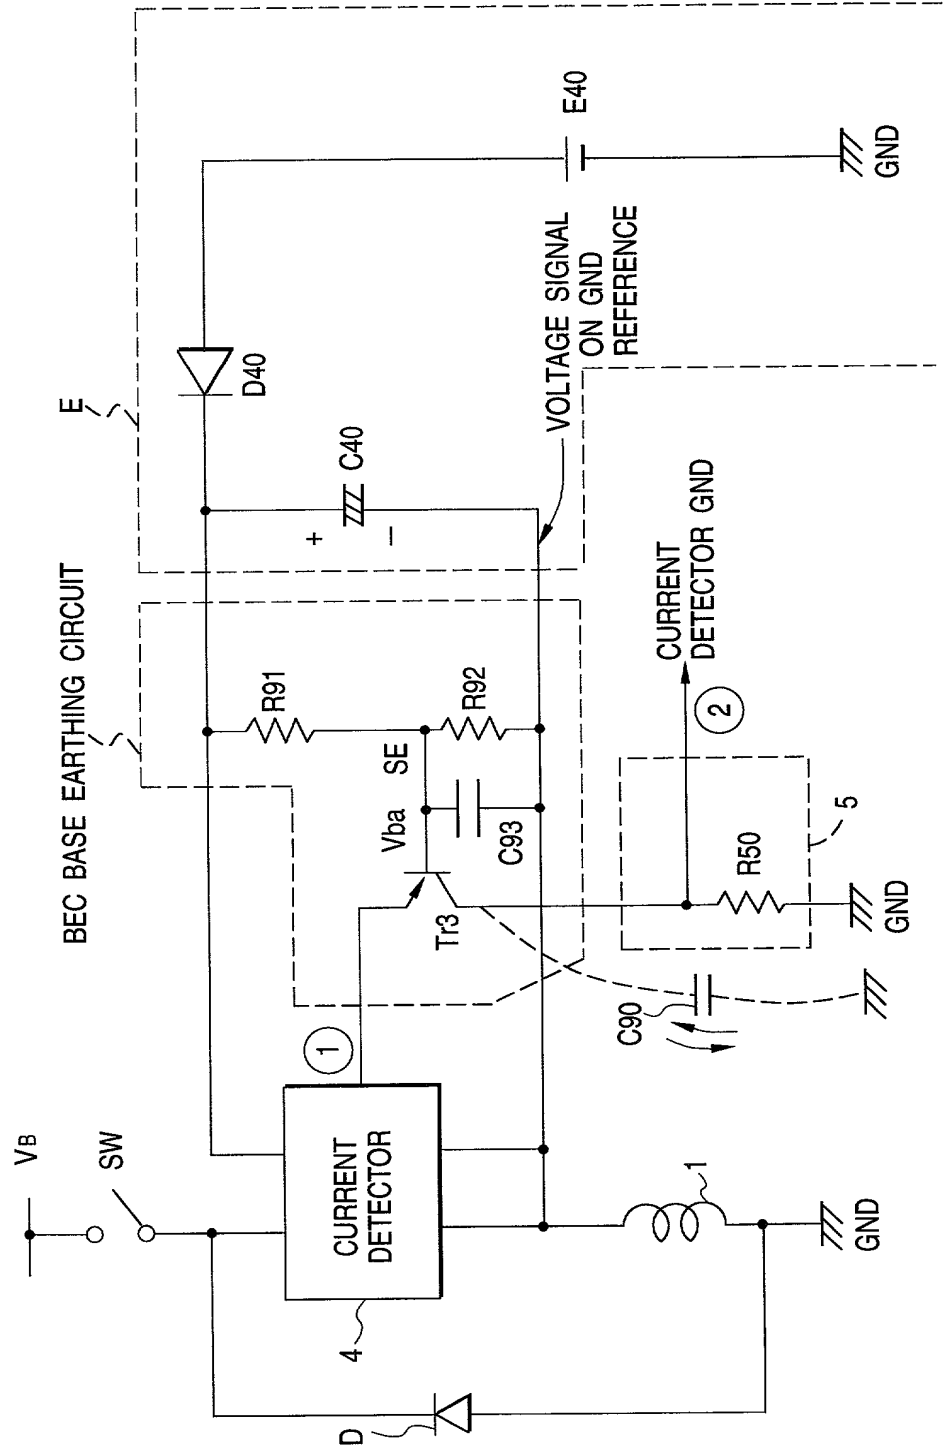 BEC BASE EARTHING CIRCUIT
E
VB
SW
D
4
CURRENT
DETECTOR
1
GND
1
Tr3
Vba
SE
C93
R91
R92
+
−
C40
D40
E40
GND
VOLTAGE SIGNAL
ON GND
REFERENCE
C90
CURRENT
DETECTOR GND
2
R50
5
GND